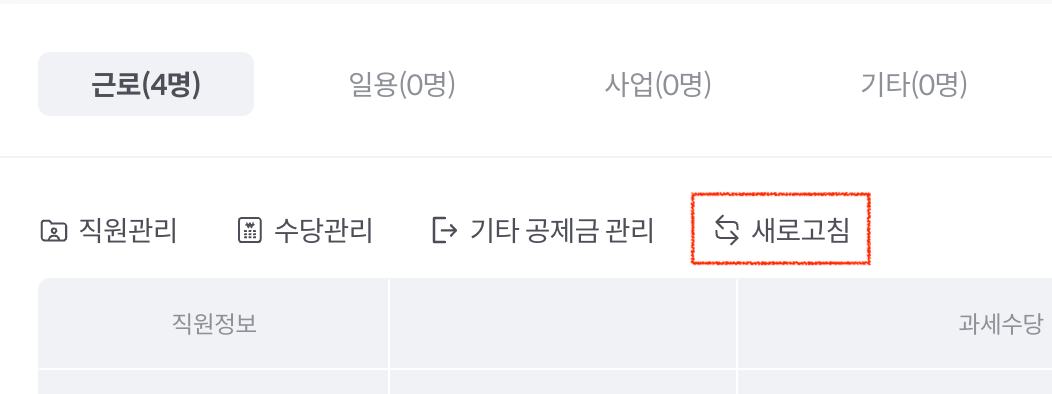 근로(4명) 일용(0명) 사업(0명) 기타(0명)
직원관리 수당관리 기타 공제금 관리 새로고침
직원정보 과세수당